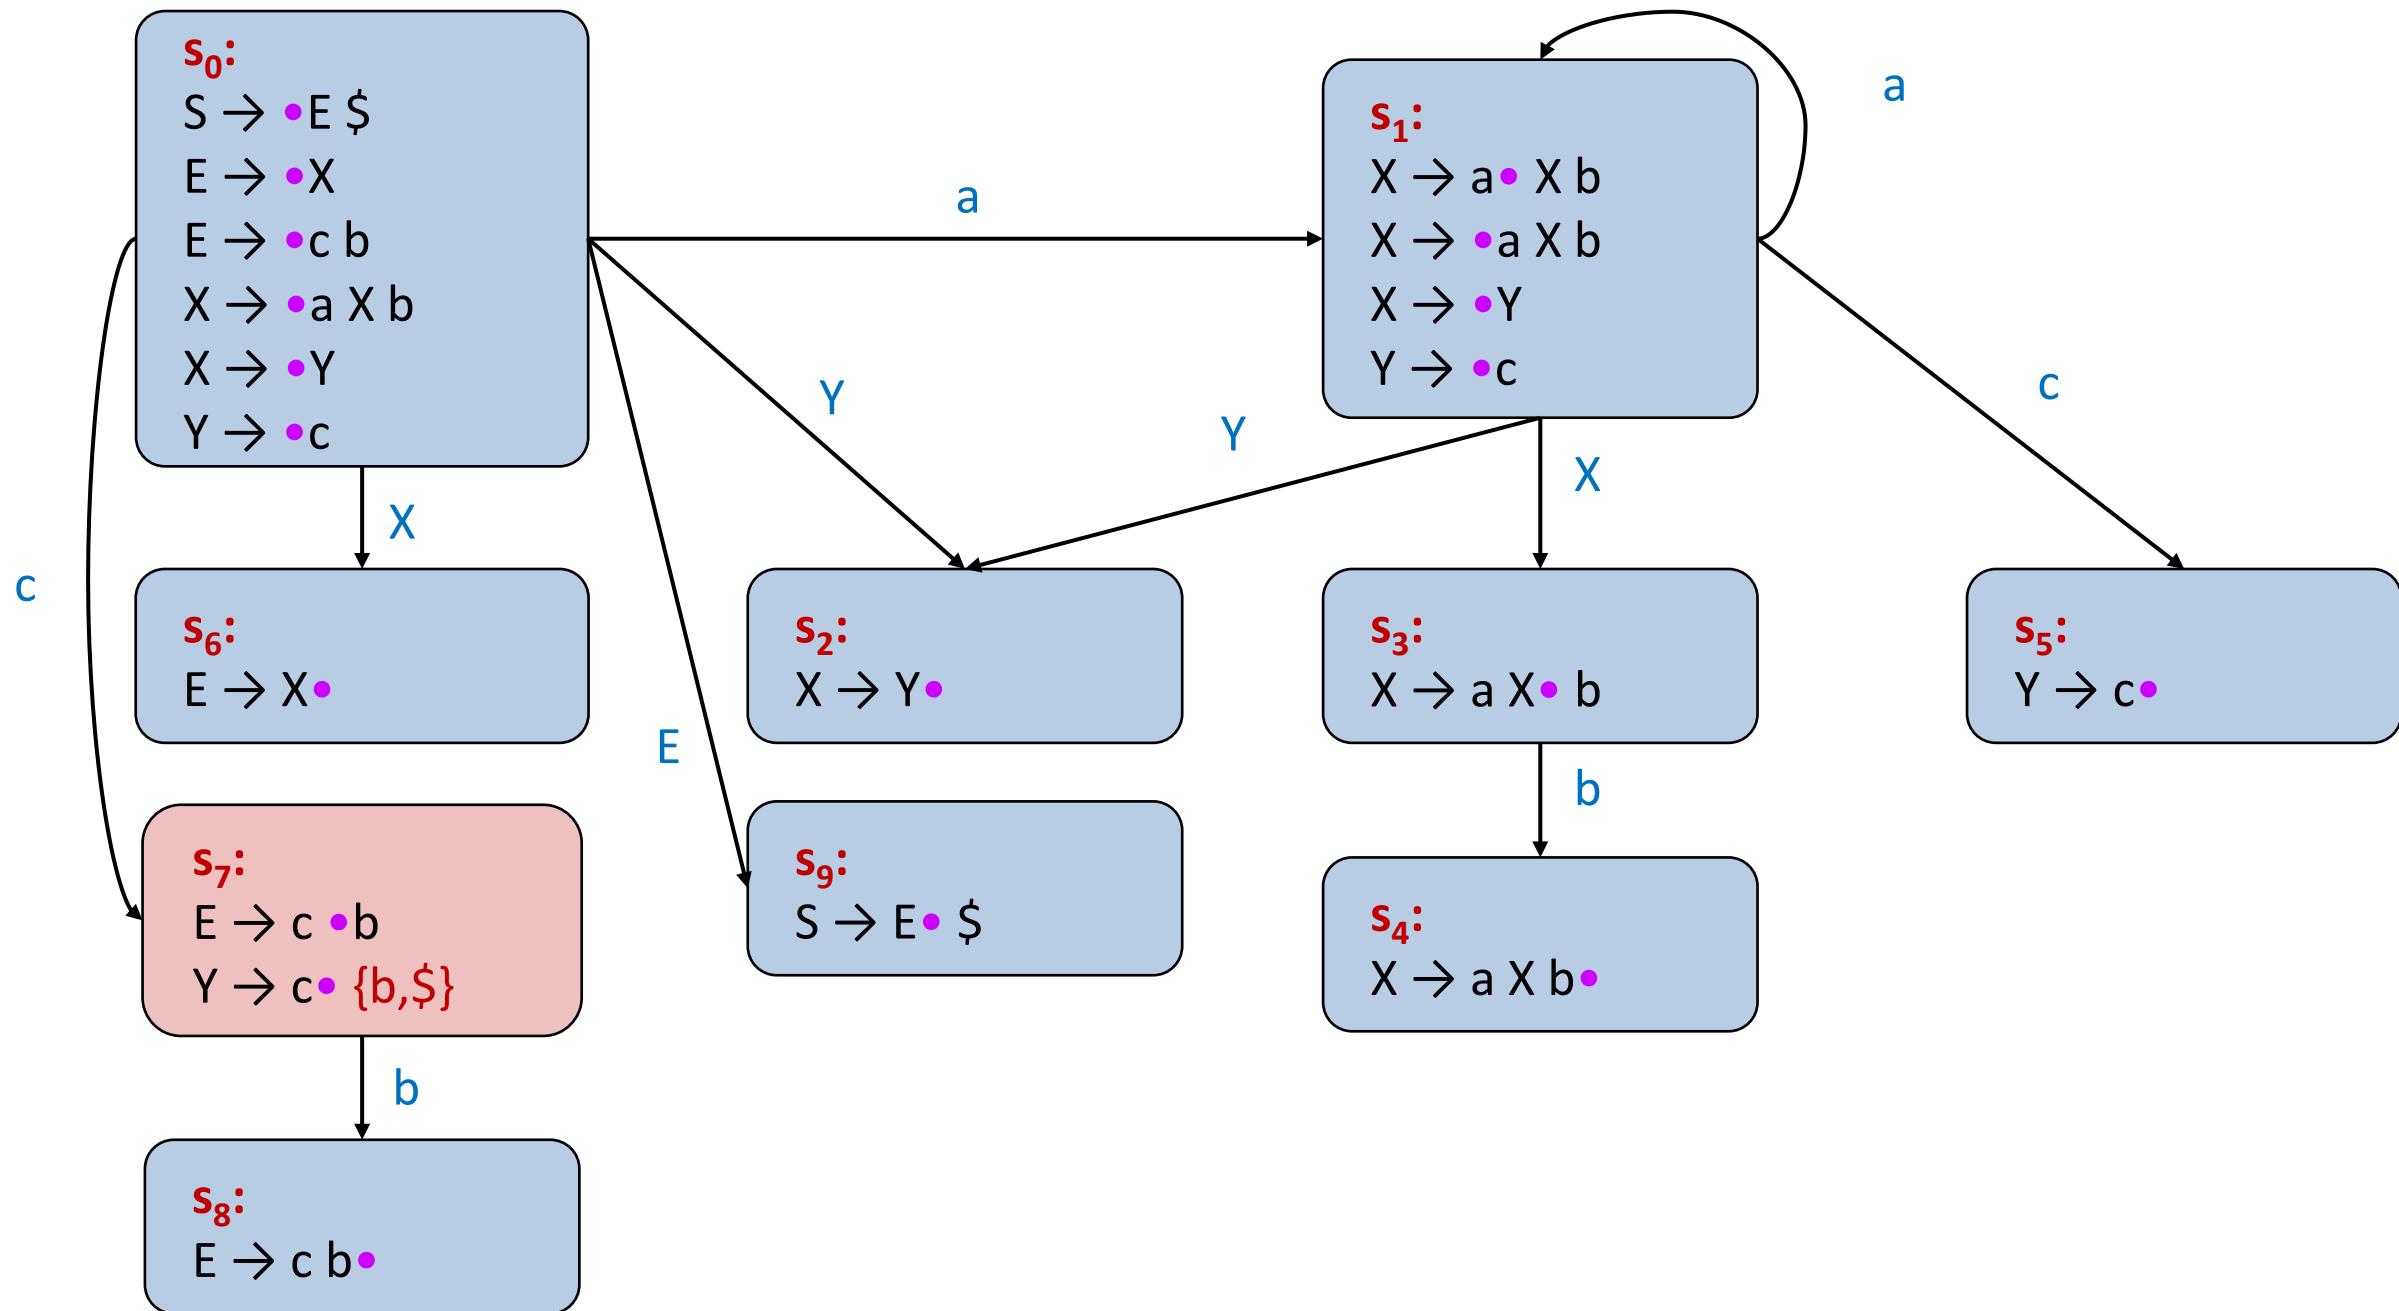 s₀:
S → •E $
E → •X
E → •c b
X → •a X b
X → •Y
Y → •c
a
s₁:
X → a• X b
X → •a X b
X → •Y
Y → •c
a
c
Y
Y
X
X
c
E
s₆:
E → X•
s₂:
X → Y•
s₃:
X → a X• b
s₅:
Y → c•
b
s₇:
E → c •b
Y → c• {b,$}
s₉:
S → E• $
s₄:
X → a X b•
b
s₈:
E → c b•